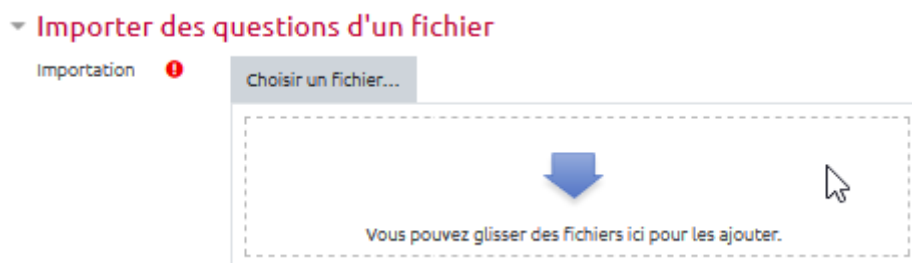 Importer des questions d'un fichier
Importation
Choisir un fichier...
Vous pouvez glisser des fichiers ici pour les ajouter.